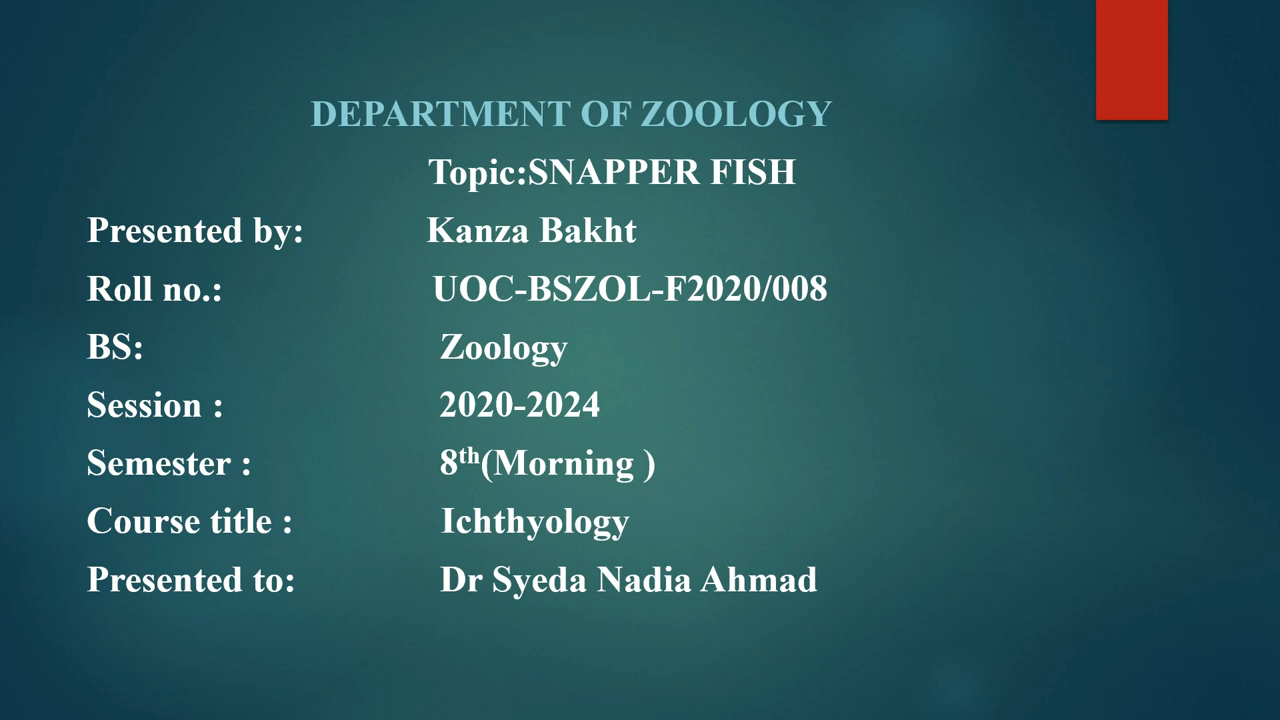 DEPARTMENT OF ZOOLOGY
Topic:SNAPPER FISH
Presented by: Kanza Bakht
Roll no.: UOC-BSZOL-F2020/008
BS: Zoology
Session : 2020-2024
Semester : 8th(Morning )
Course title : Ichthyology
Presented to: Dr Syeda Nadia Ahmad